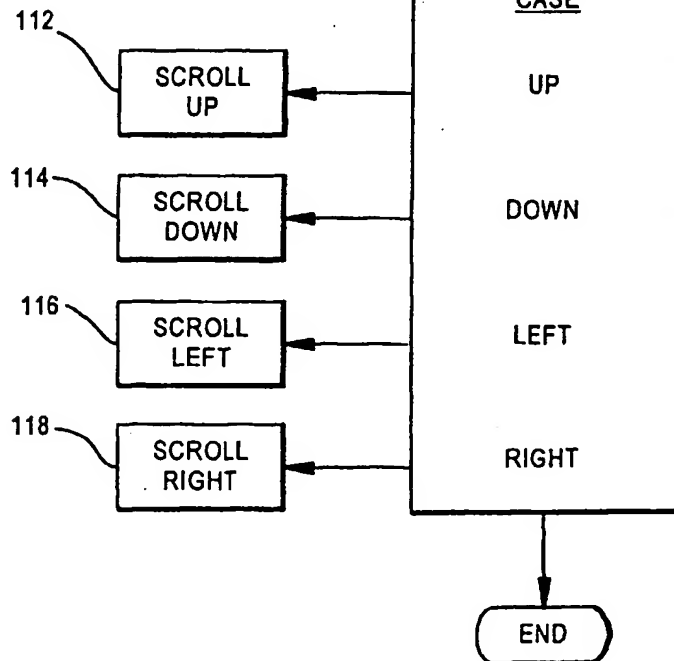 CASE
112
SCROLL
UP
UP
114
SCROLL
DOWN
DOWN
116
SCROLL
LEFT
LEFT
118
SCROLL
RIGHT
RIGHT
END